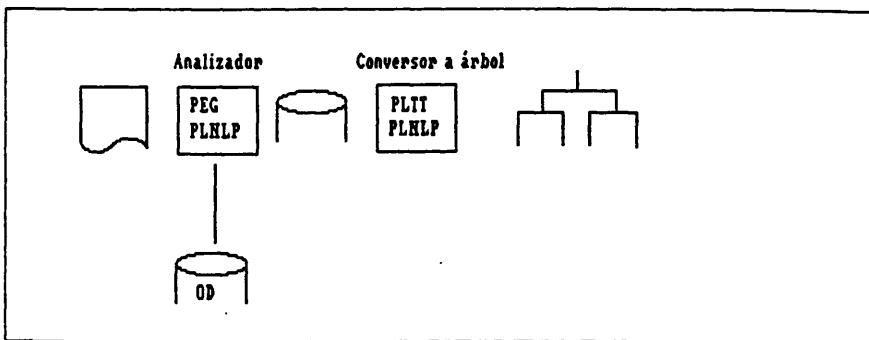 Analizador
Conversor a árbol
PEG
PLNLP
PLTT
PLNLP
OD